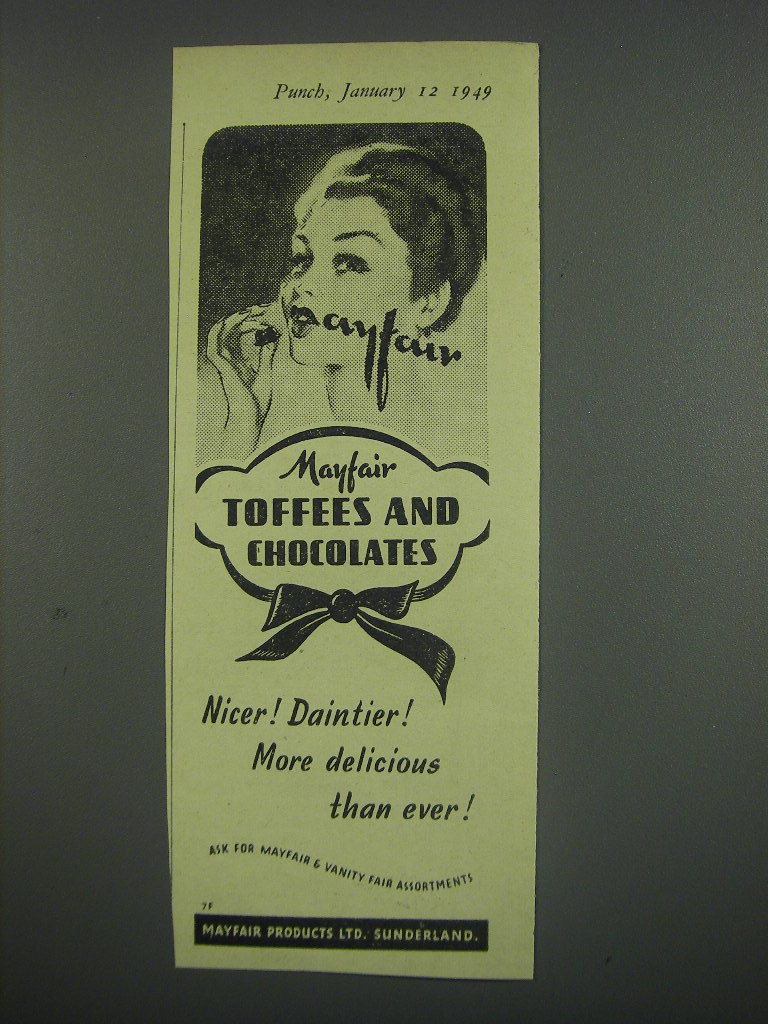 Punch, January 12 1949
Mayfair
Mayfair
TOFFEES AND
CHOCOLATES
Nicer! Daintier!
More delicious
than ever!
ASK FOR MAYFAIR & VANITY FAIR ASSORTMENTS
7F
MAYFAIR PRODUCTS LTD. SUNDERLAND.